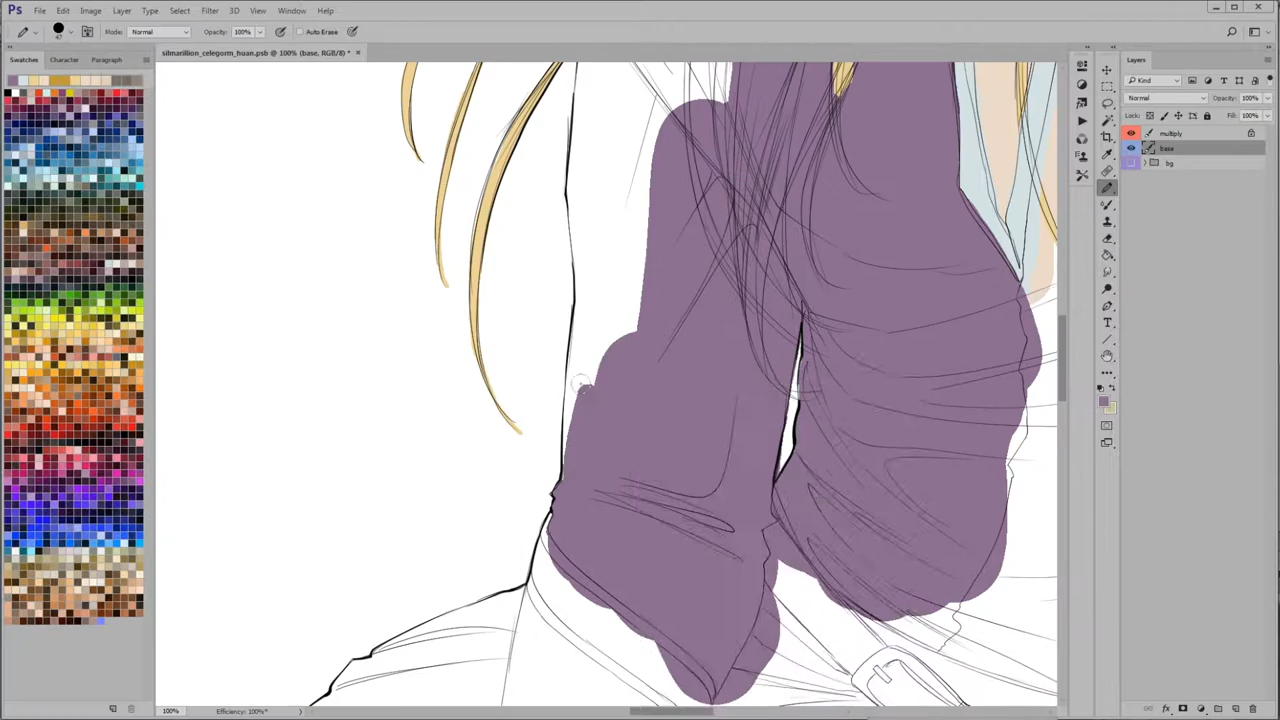 Ps File Edit Image Layer Type Select Filter 3D View Window Help
47 Mode: Normal Opacity: 100% Auto Erase
silmarillion_celegorm_huan.psb @ 100% (base, RGB/8) * ×
Swatches Character Paragraph
Layers
Kind
Normal Opacity: 100%
Lock: Fill: 100%
multiply
base
bg
T
fx
100% Efficiency: 100%*